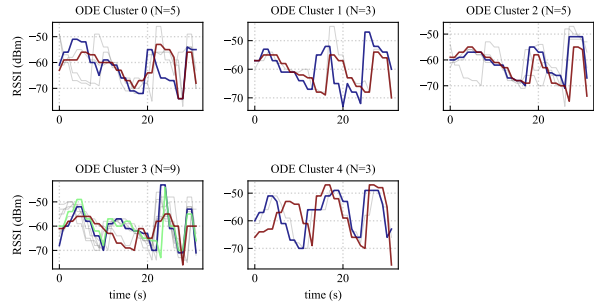 ODE Cluster 0 (N=5)
ODE Cluster 1 (N=3)
ODE Cluster 2 (N=5)
RSSI (dBm)
−50
−60
−70
0
20
−50
−60
−70
0
20
−50
−60
−70
0
20
ODE Cluster 3 (N=9)
ODE Cluster 4 (N=3)
RSSI (dBm)
−50
−60
−70
0
20
time (s)
−50
−60
−70
0
20
time (s)